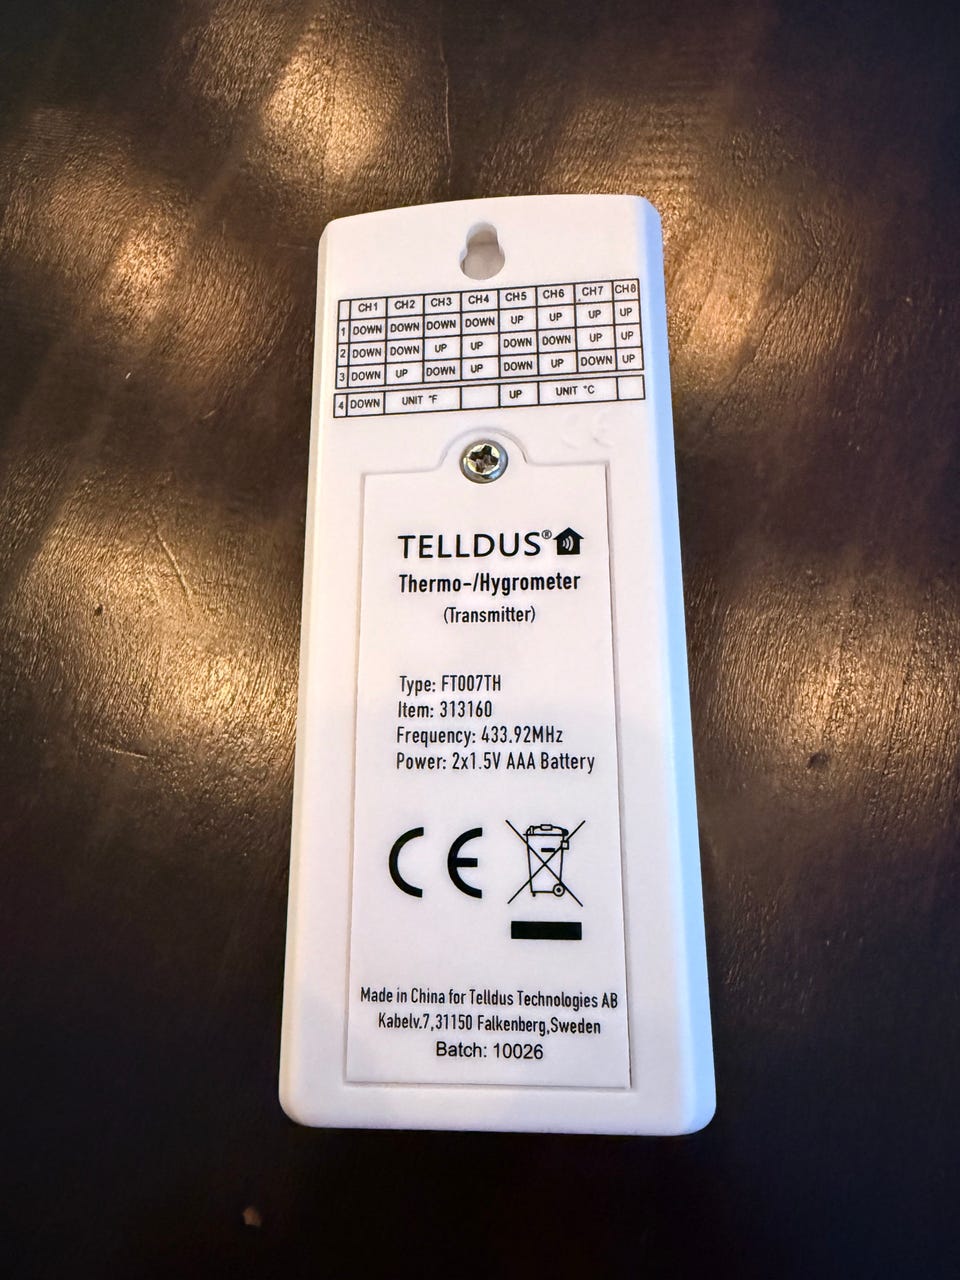 CH1 CH2 CH3 CH4 CH5 CH6 CH7 CH8
1 DOWN DOWN DOWN DOWN UP UP UP UP
2 DOWN DOWN UP UP DOWN DOWN UP UP
3 DOWN UP DOWN UP DOWN UP DOWN UP
4 DOWN UNIT °F UP UNIT °C
TELLDUS®
Thermo-/Hygrometer
(Transmitter)
Type: FT007TH
Item: 313160
Frequency: 433.92MHz
Power: 2x1.5V AAA Battery
CE
Made in China for Telldus Technologies AB
Kabelv.7,31150 Falkenberg,Sweden
Batch: 10026